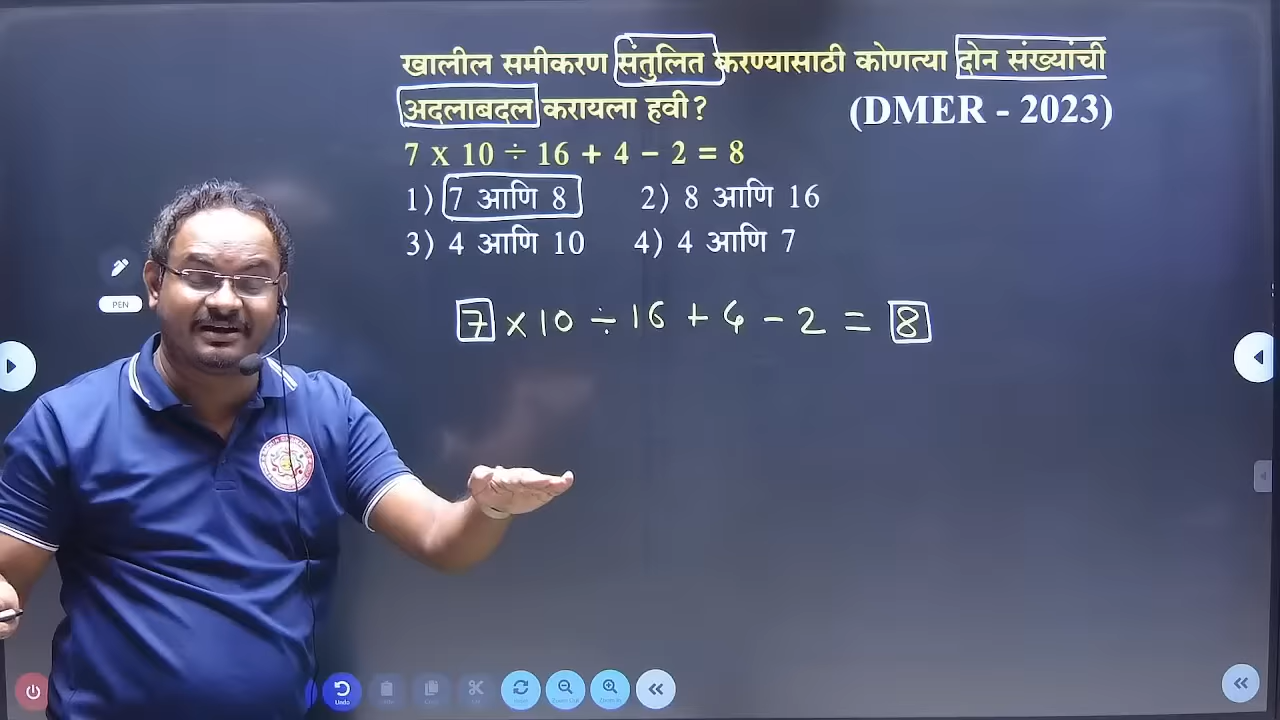 खालील समीकरण संतुलित करण्यासाठी कोणत्या दोन संख्यांची
अदलाबदल करायला हवी? (DMER - 2023)
7 x 10 ÷ 16 + 4 − 2 = 8
1) 7 आणि 8 2) 8 आणि 16
3) 4 आणि 10 4) 4 आणि 7
7 × 10 ÷ 16 + 4 − 2 = 8
PEN
Undo